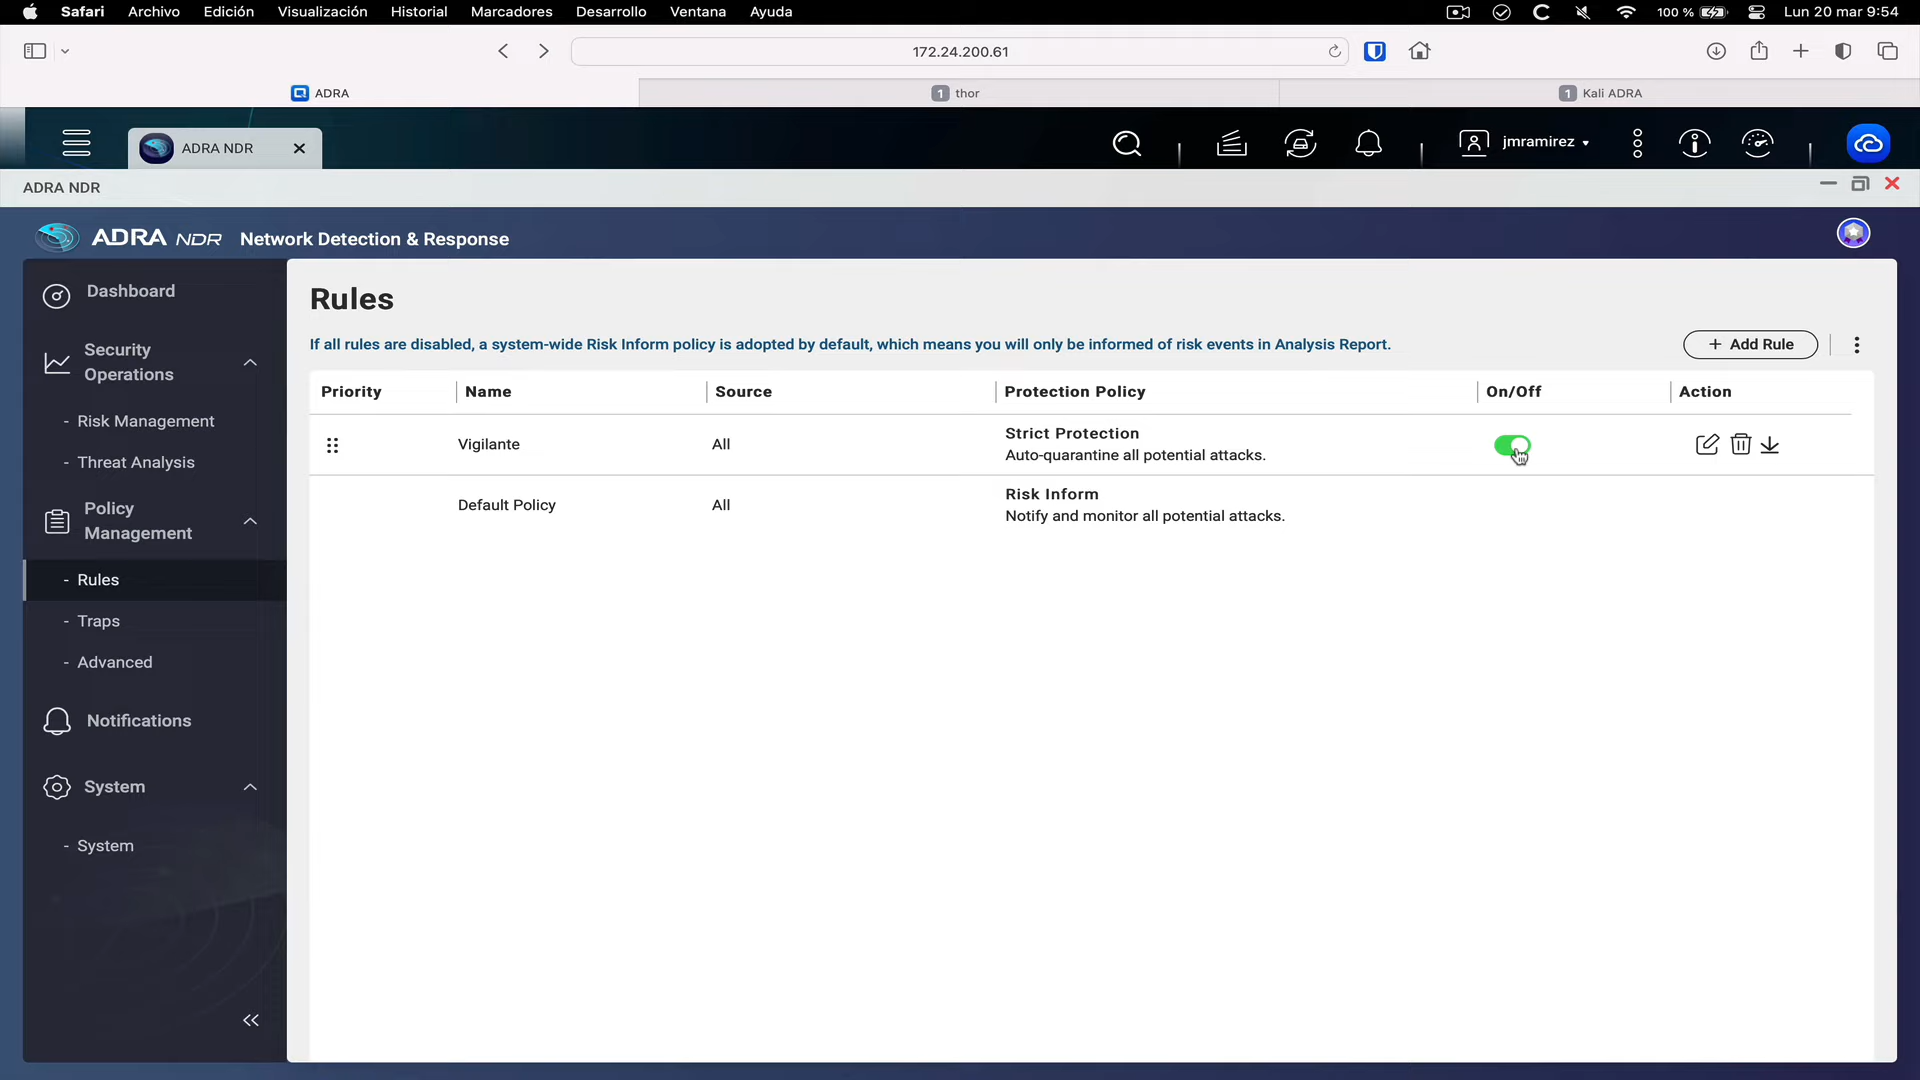 Safari Archivo Edición Visualización Historial Marcadores Desarrollo Ventana Ayuda 100 % Lun 20 mar 9:54
172.24.200.61
ADRA 1 thor 1 Kali ADRA
ADRA NDR jmramirez
ADRA NDR
ADRA NDR Network Detection & Response
Dashboard
Security
Operations
- Risk Management
- Threat Analysis
Policy
Management
- Rules
- Traps
- Advanced
Notifications
System
- System
Rules
If all rules are disabled, a system-wide Risk Inform policy is adopted by default, which means you will only be informed of risk events in Analysis Report.
+ Add Rule
Priority Name Source Protection Policy On/Off Action
Vigilante All Strict Protection
Auto-quarantine all potential attacks.
Default Policy All Risk Inform
Notify and monitor all potential attacks.